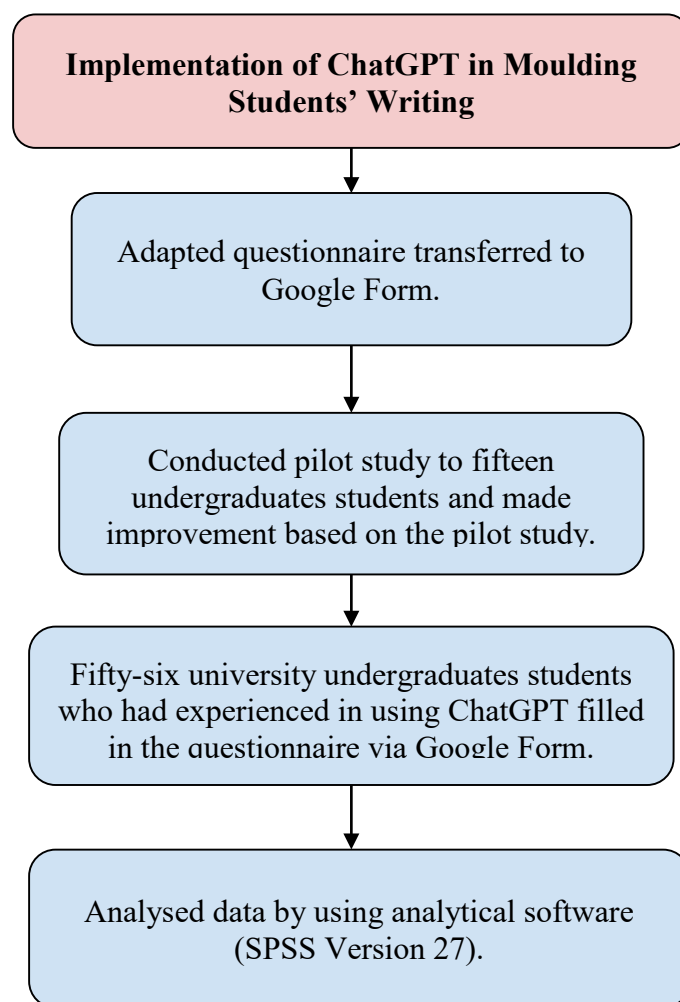 Implementation of ChatGPT in Moulding
Students’ Writing
Adapted questionnaire transferred to
Google Form.
Conducted pilot study to fifteen
undergraduates students and made
improvement based on the pilot study.
Fifty-six university undergraduates students
who had experienced in using ChatGPT filled
in the questionnaire via Google Form.
Analysed data by using analytical software
(SPSS Version 27).